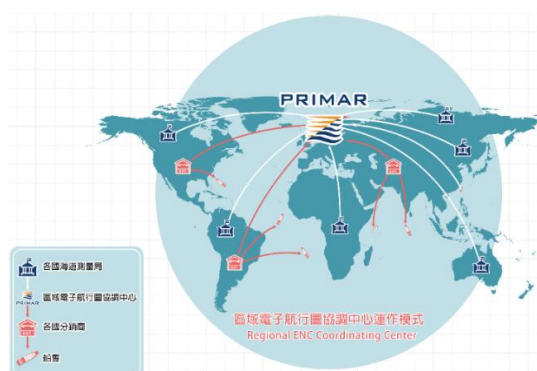 PRIMAR
區域電子航行圖協調中心運作模式
Regional ENC Coordinating Center
各國海道測量局
PRIMAR
區域電子航行圖協調中心
各國分銷商
船隻